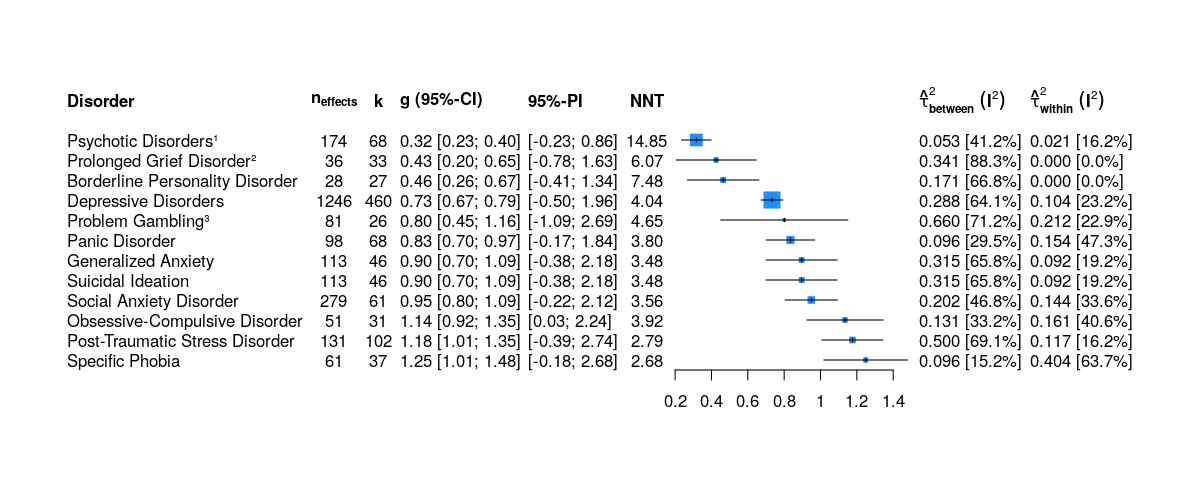 Disorder n effects k g (95%-CI) 95%-PI NNT τ̂² between (I²) τ̂² within (I²)
Psychotic Disorders¹ 174 68 0.32 [0.23; 0.40] [-0.23; 0.86] 14.85 0.053 [41.2%] 0.021 [16.2%]
Prolonged Grief Disorder² 36 33 0.43 [0.20; 0.65] [-0.78; 1.63] 6.07 0.341 [88.3%] 0.000 [0.0%]
Borderline Personality Disorder 28 27 0.46 [0.26; 0.67] [-0.41; 1.34] 7.48 0.171 [66.8%] 0.000 [0.0%]
Depressive Disorders 1246 460 0.73 [0.67; 0.79] [-0.50; 1.96] 4.04 0.288 [64.1%] 0.104 [23.2%]
Problem Gambling³ 81 26 0.80 [0.45; 1.16] [-1.09; 2.69] 4.65 0.660 [71.2%] 0.212 [22.9%]
Panic Disorder 98 68 0.83 [0.70; 0.97] [-0.17; 1.84] 3.80 0.096 [29.5%] 0.154 [47.3%]
Generalized Anxiety 113 46 0.90 [0.70; 1.09] [-0.38; 2.18] 3.48 0.315 [65.8%] 0.092 [19.2%]
Suicidal Ideation 113 46 0.90 [0.70; 1.09] [-0.38; 2.18] 3.48 0.315 [65.8%] 0.092 [19.2%]
Social Anxiety Disorder 279 61 0.95 [0.80; 1.09] [-0.22; 2.12] 3.56 0.202 [46.8%] 0.144 [33.6%]
Obsessive-Compulsive Disorder 51 31 1.14 [0.92; 1.35] [0.03; 2.24] 3.92 0.131 [33.2%] 0.161 [40.6%]
Post-Traumatic Stress Disorder 131 102 1.18 [1.01; 1.35] [-0.39; 2.74] 2.79 0.500 [69.1%] 0.117 [16.2%]
Specific Phobia 61 37 1.25 [1.01; 1.48] [-0.18; 2.68] 2.68 0.096 [15.2%] 0.404 [63.7%]
0.2 0.4 0.6 0.8 1 1.2 1.4